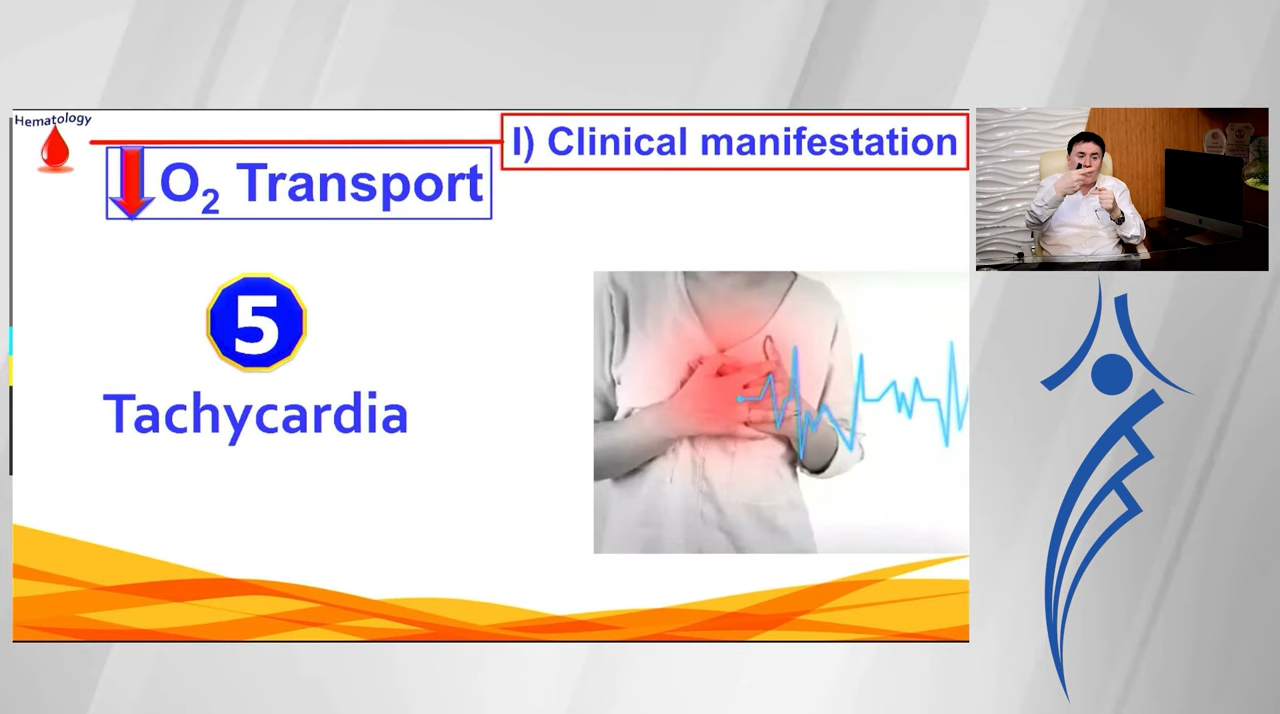 Hematology
I) Clinical manifestation
O2 Transport
5
Tachycardia